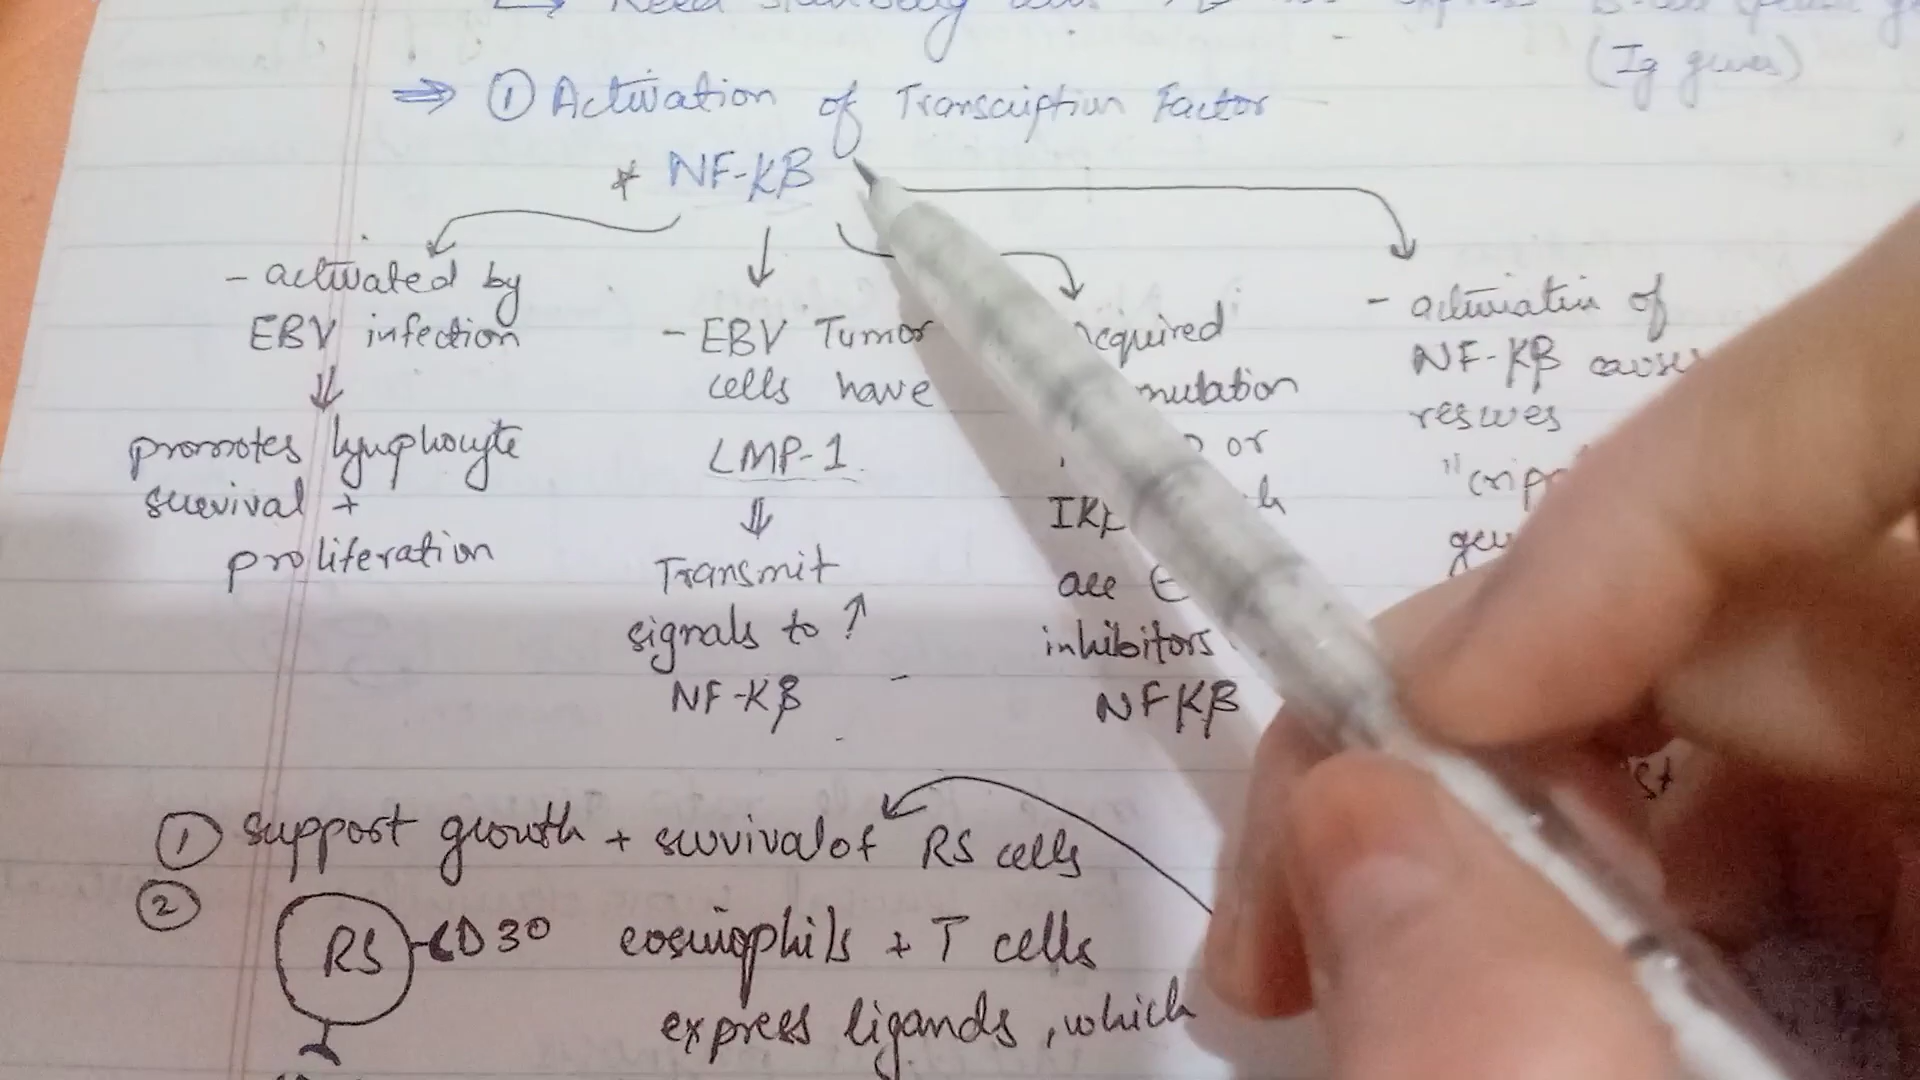 (Ig genes)
⇒ ① Activation of Transcription Factor
* NF-KB
- activated by
EBV infection
⇓
promotes lymphocyte
survival +
proliferation
- EBV Tumor
cells have
LMP-1
⇓
Transmit
signals to ↑
NF-KB
acquired
mutation
or
are
inhibitors
NFKB
- activation of
NF-KB causes
rescues
① support growth + survival of RS cells
②
RS CD30 eosinophils + T cells
express ligands, which